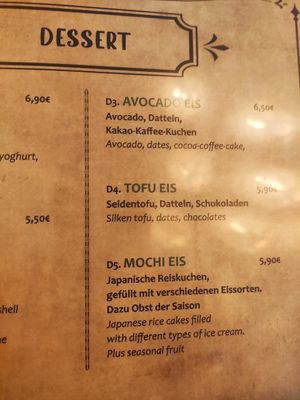 DESSERT
6,90€
yoghurt,
5,50€
shell
D3. AVOCADO EIS 6,50€
Avocado, Datteln,
Kakao-Kaffee-Kuchen
Avocado, dates, cocoa-coffee-cake,
D4. TOFU EIS 5,90€
Seidentofu, Datteln, Schokoladen
Silken tofu, dates, chocolates
D5. MOCHI EIS 5,90€
Japanische Reiskuchen,
gefüllt mit verschiedenen Eissorten.
Dazu Obst der Saison
Japanese rice cakes filled
with different types of ice cream.
Plus seasonal fruit